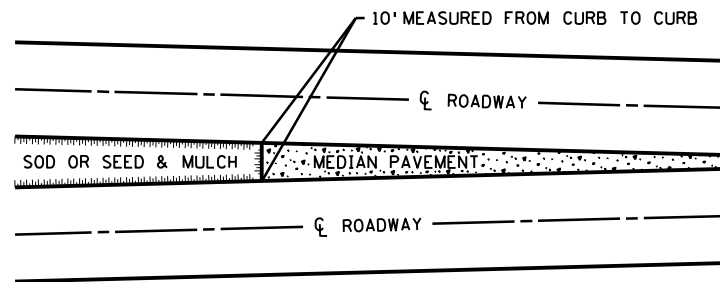 10' MEASURED FROM CURB TO CURB
℄ ROADWAY
SOD OR SEED & MULCH
MEDIAN PAVEMENT
℄ ROADWAY